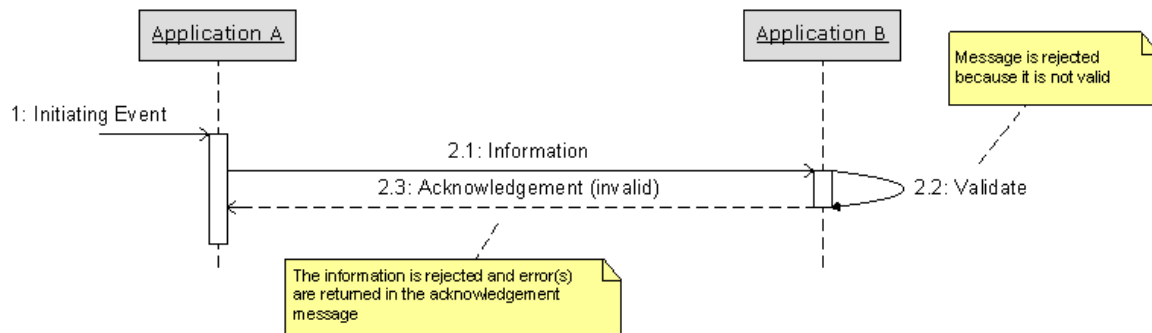 Application A
Application B
Message is rejected
because it is not valid
1: Initiating Event
2.1: Information
2.3: Acknowledgement (invalid)
2.2: Validate
The information is rejected and error(s)
are returned in the acknowledgement
message